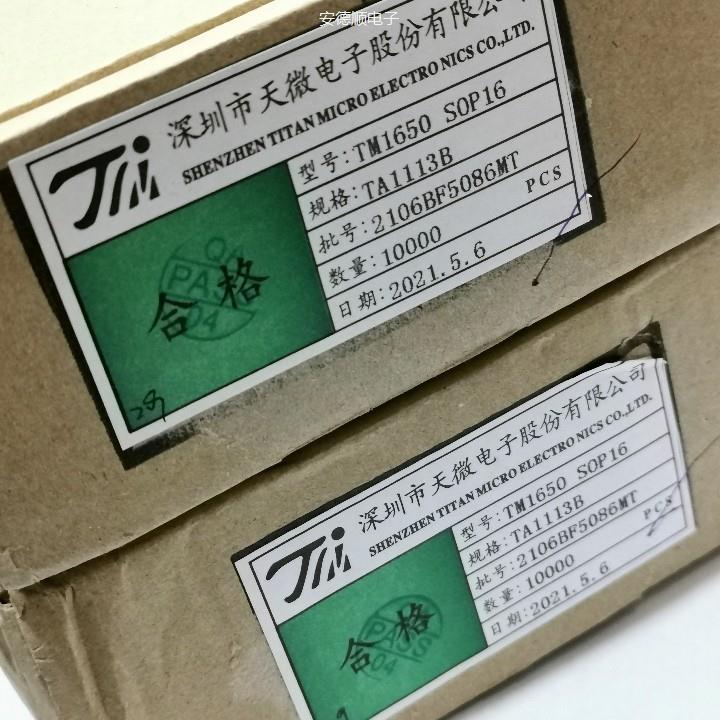 安德顺电子
深圳市天微电子股份有限公
SHENZHEN TITAN MICRO ELECTRO NICS CO.,LTD.
型号:TM1650 SOP16
规格:TA1113B
批号:2106BF5086MT
数量:10000 PCS
日期:2021.5.6
合格
PASS
04
深圳市天微电子股份有限公司
SHENZHEN TITAN MICRO ELECTRO NICS CO.,LTD.
型号:TM1650 SOP16
规格:TA1113B
批号:2106BF5086MT
数量:10000 PCS
日期:2021.5.6
合格
PASS
04